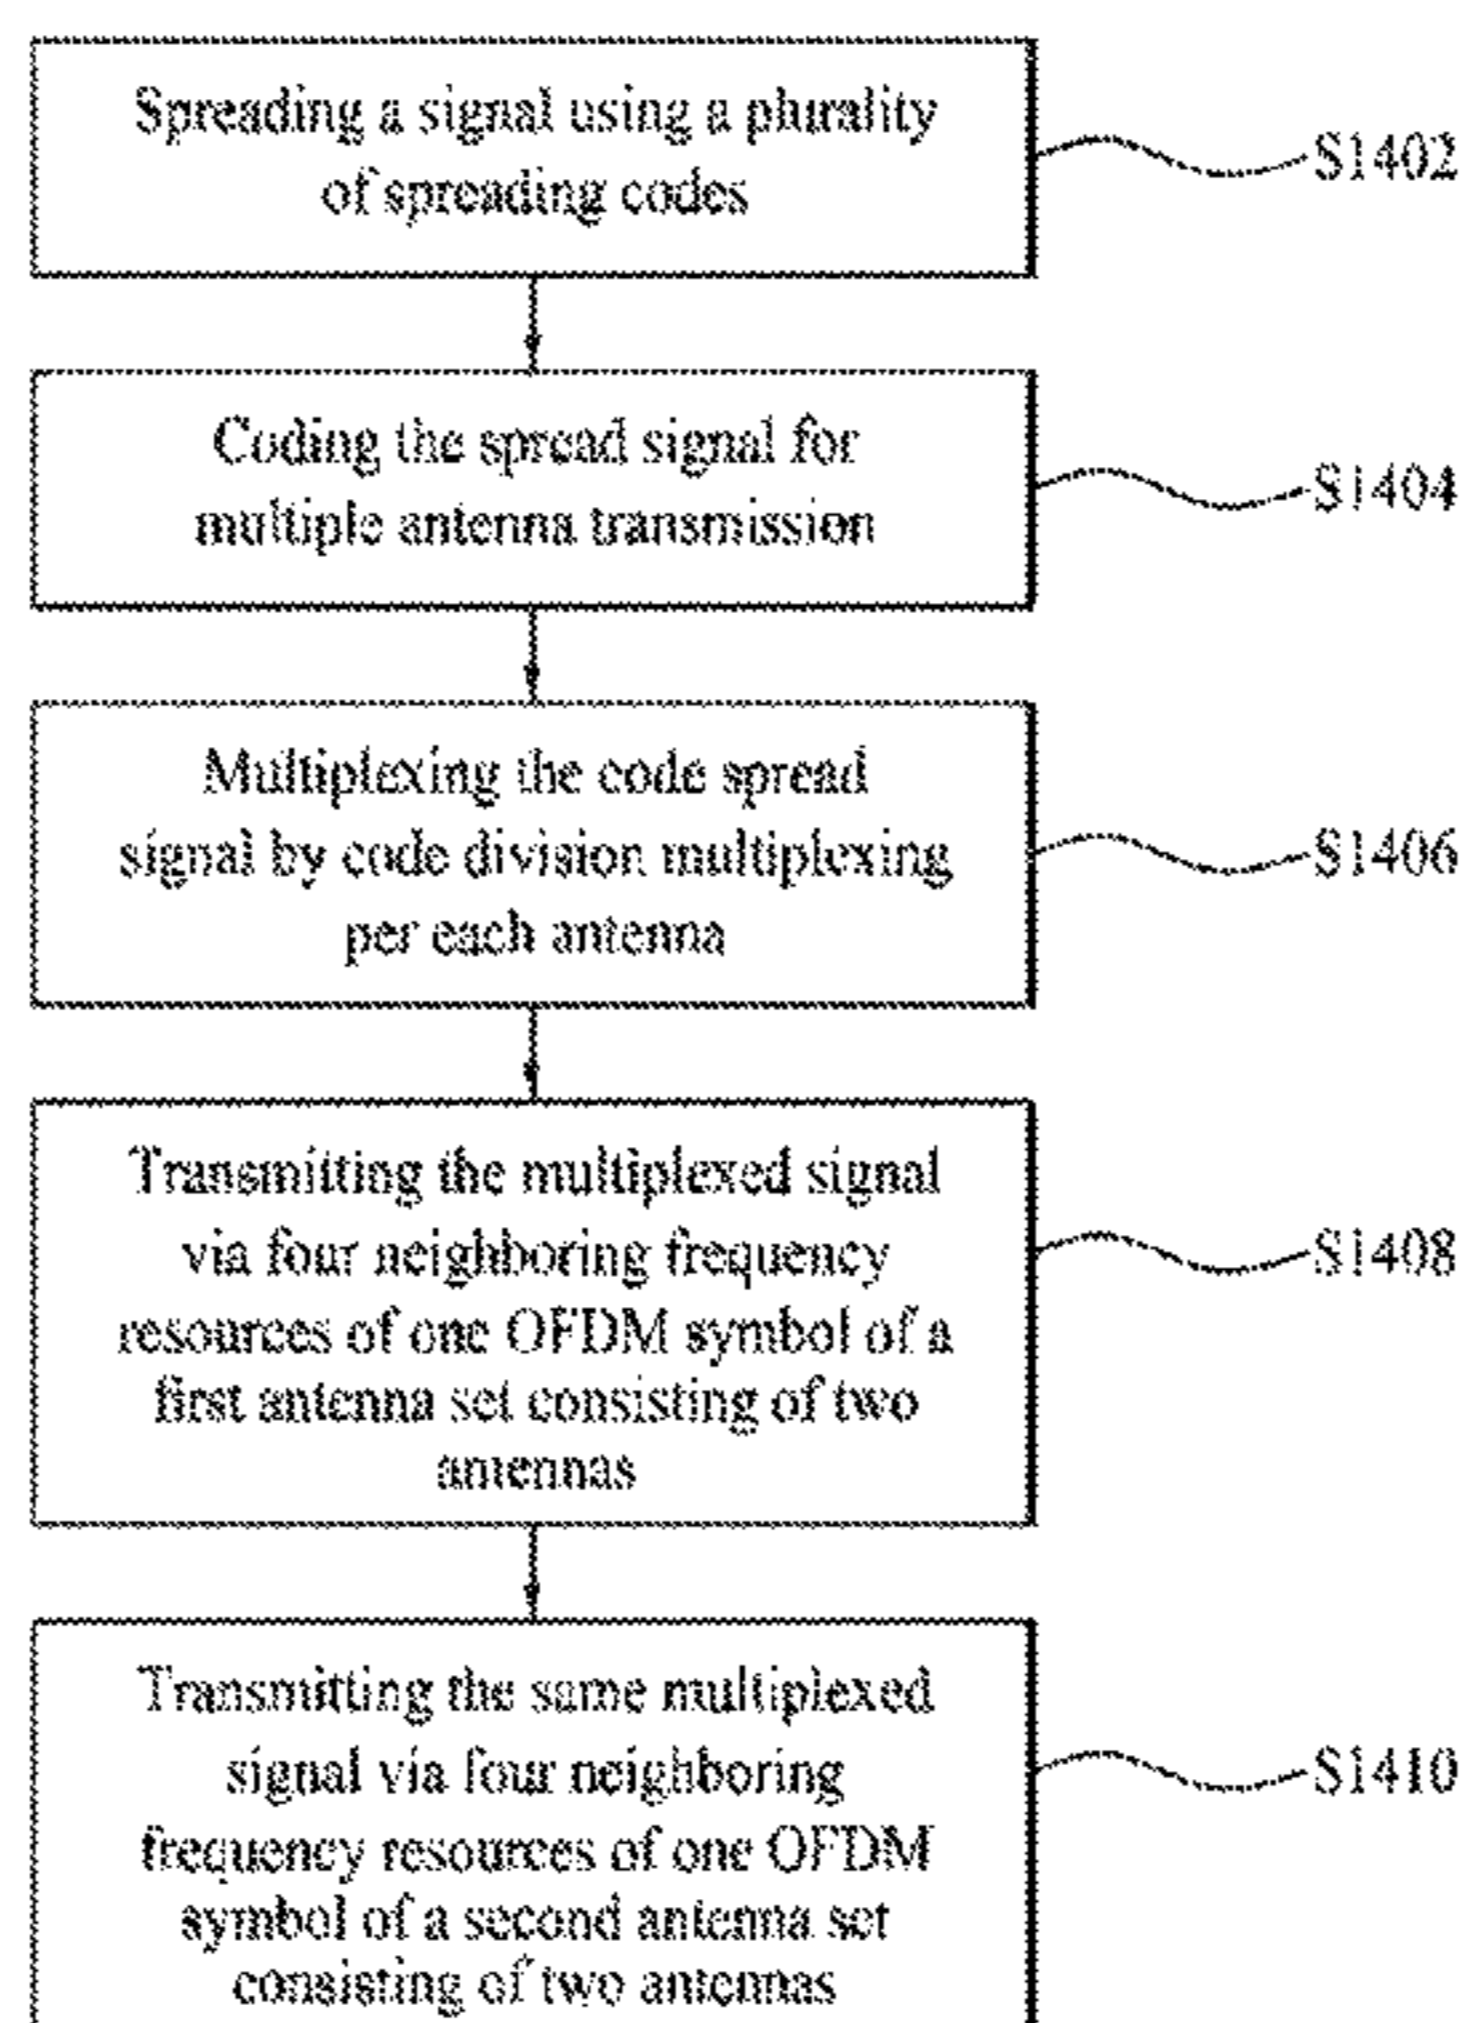 Spreading a signal using a plurality
of spreading codes
S1402
Coding the spread signal for
multiple antenna transmission
S1404
Multiplexing the code spread
signal by code division multiplexing
per each antenna
S1406
Transmitting the multiplexed signal
via four neighboring frequency
resources of one OFDM symbol of a
first antenna set consisting of two
antennas
S1408
Transmitting the same multiplexed
signal via four neighboring
frequency resources of one OFDM
symbol of a second antenna set
consisting of two antennas
S1410